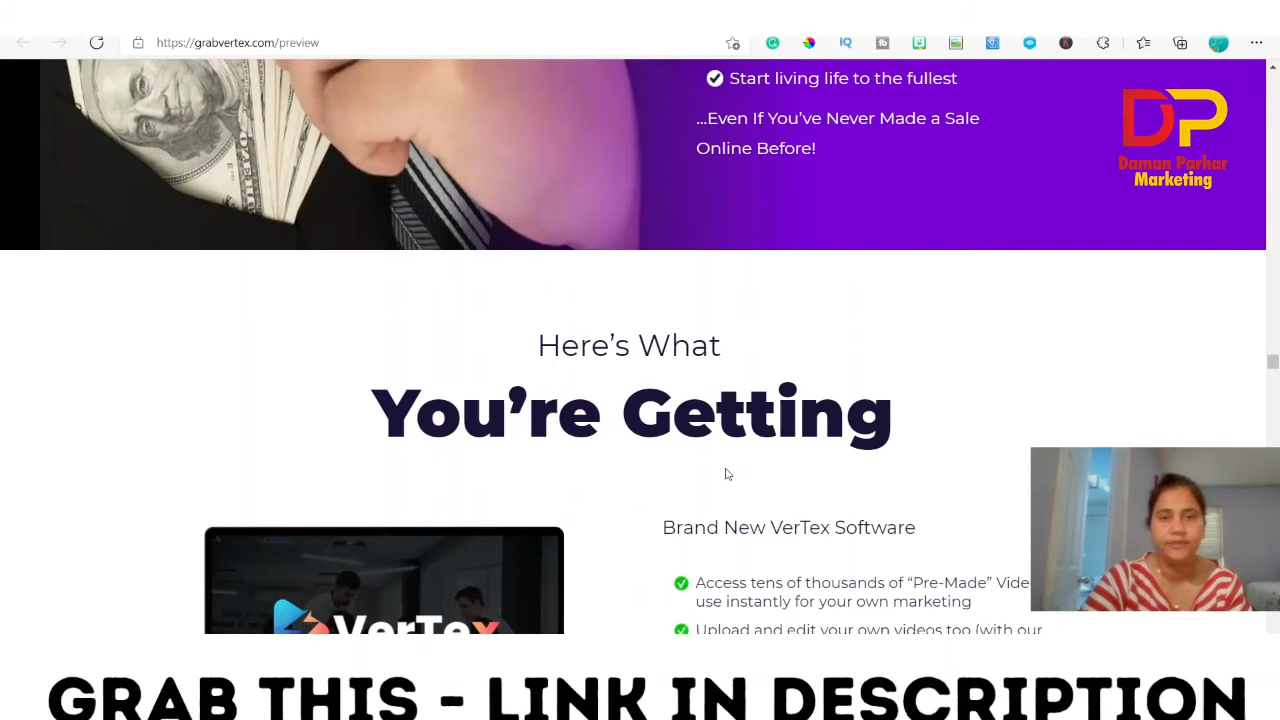 https://grabvertex.com/preview
IQ
Start living life to the fullest
...Even If You've Never Made a Sale
Online Before!
DP
Daman Parhar
Marketing
Here's What
You're Getting
Brand New VerTex Software
Access tens of thousands of “Pre-Made” Vide
use instantly for your own marketing
Upload and edit your own videos too (with our
VerTex
GRAB THIS - LINK IN DESCRIPTION